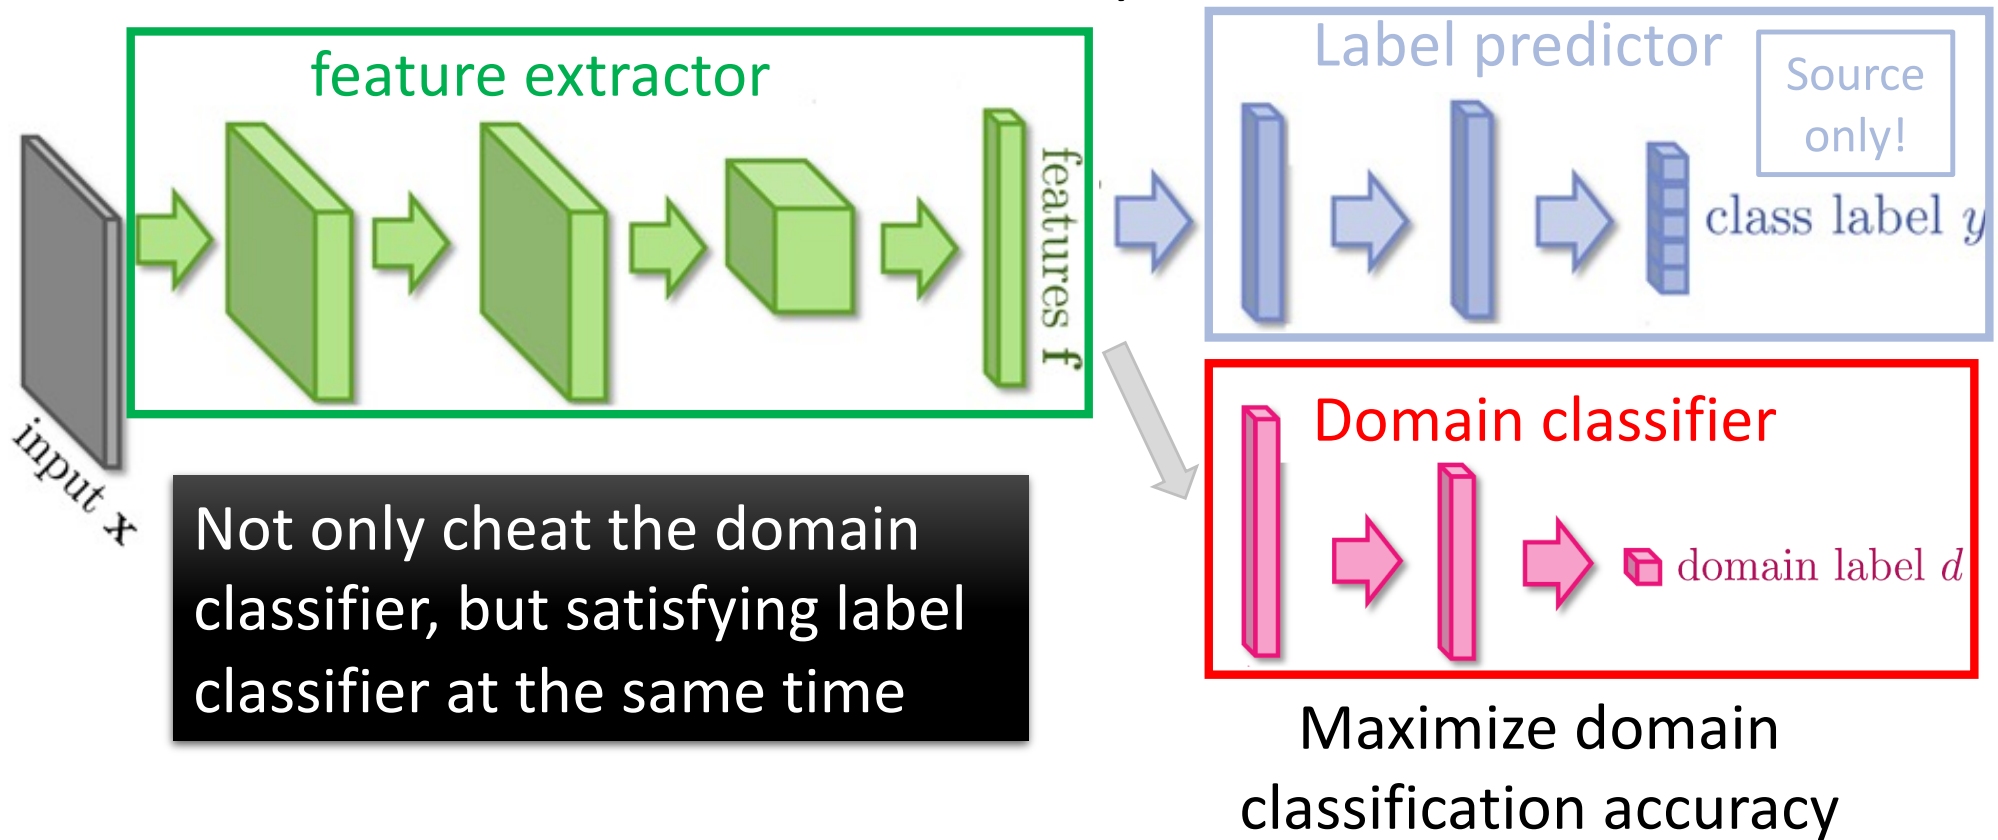 feature extractor
features f
input x
Label predictor
Source
only!
class label y
Domain classifier
domain label d
Not only cheat the domain
classifier, but satisfying label
classifier at the same time
Maximize domain
classification accuracy